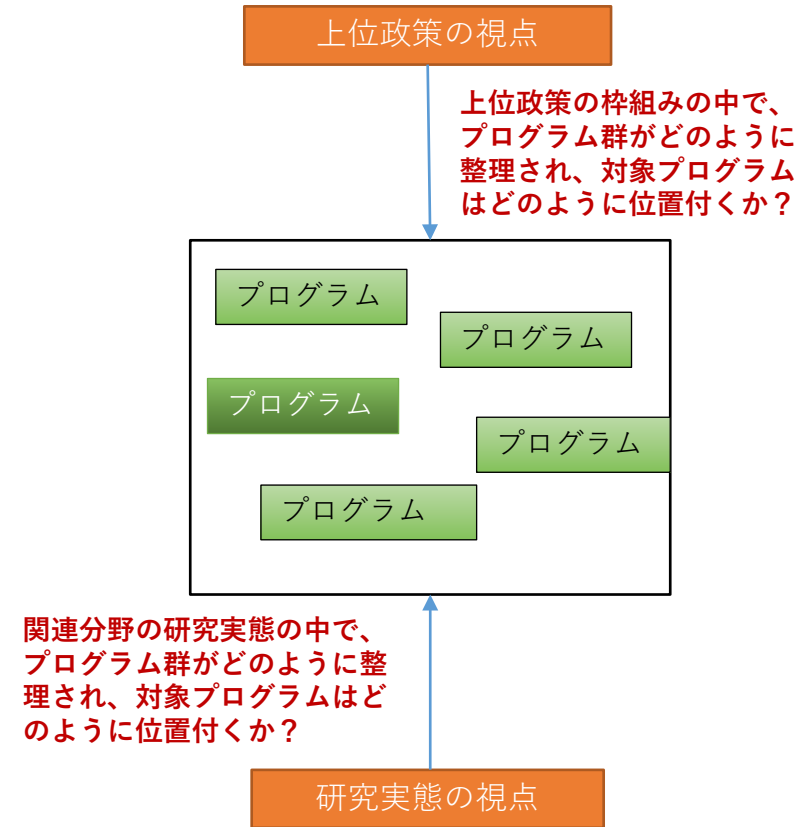 上位政策の視点
上位政策の枠組みの中で、
プログラム群がどのように
整理され、対象プログラム
はどのように位置付くか？
プログラム
プログラム
プログラム
プログラム
プログラム
関連分野の研究実態の中で、
プログラム群がどのように整
理され、対象プログラムはど
のように位置付くか？
研究実態の視点